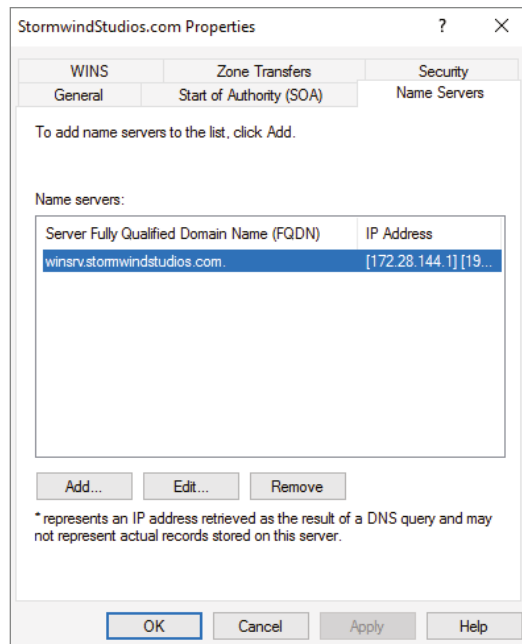 StormwindStudios.com Properties
?
WINS
Zone Transfers
Security
General
Start of Authority (SOA)
Name Servers
To add name servers to the list, click Add.
Name servers:
Server Fully Qualified Domain Name (FQDN)
IP Address
winsrv.stormwindstudios.com.
[172.28.144.1] [19...
Add...
Edit...
Remove
* represents an IP address retrieved as the result of a DNS query and may
not represent actual records stored on this server.
OK
Cancel
Apply
Help